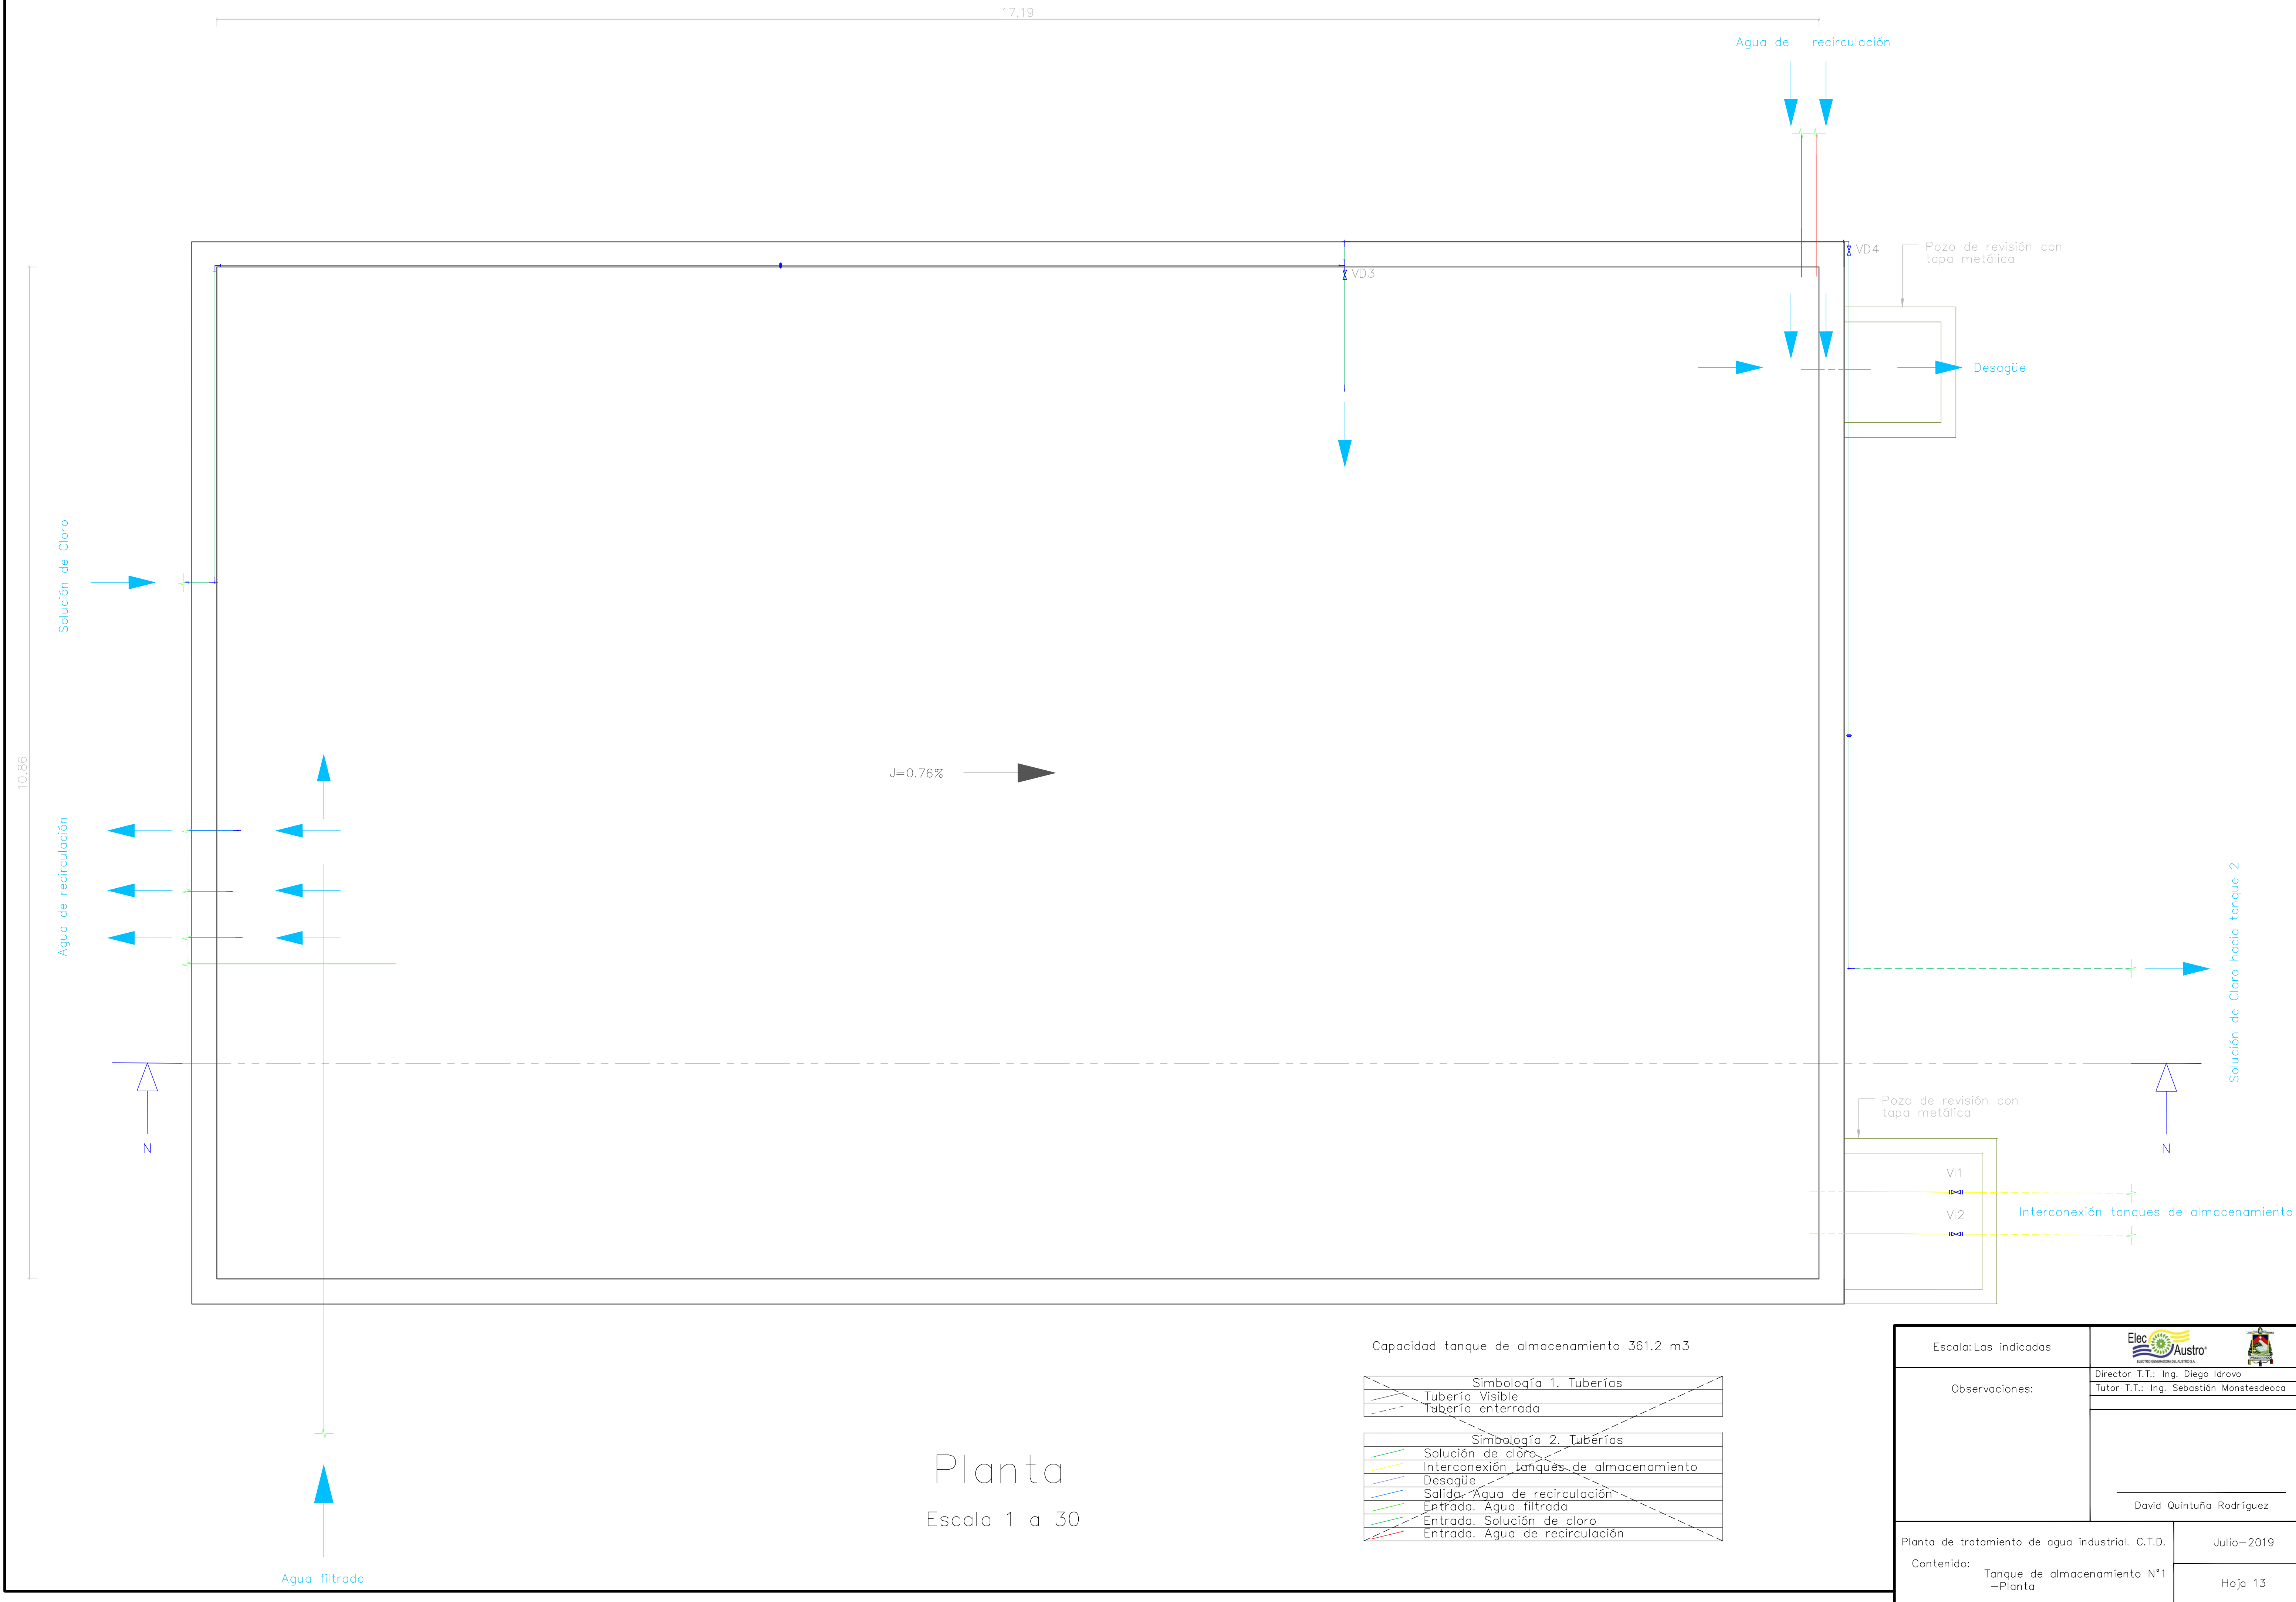 17,19
Agua de recirculación
VD4
Pozo de revisión con
tapa metálica
VD3
Desagüe
Solución de Cloro
10,86
J=0.76%
Agua de recirculación
Solución de Cloro hacia tanque 2
N
N
Pozo de revisión con
tapa metálica
VI1
VI2
Interconexión tanques de almacenamiento
Capacidad tanque de almacenamiento 361.2 m3
Simbología 1. Tuberías
Tubería Visible
Tubería enterrada
Simbología 2. Tuberías
Solución de cloro
Interconexión tanques de almacenamiento
Desagüe
Salida. Agua de recirculación
Entrada. Agua filtrada
Entrada. Solución de cloro
Entrada. Agua de recirculación
Planta
Escala 1 a 30
Agua filtrada
Escala: Las indicadas
Elec Austro
ELECTRO GENERADORA DEL AUSTRO S.A.
Director T.T.: Ing. Diego Idrovo
Tutor T.T.: Ing. Sebastián Monstesdeoca
Observaciones:
David Quintuña Rodríguez
Planta de tratamiento de agua industrial. C.T.D.
Julio-2019
Contenido:
Tanque de almacenamiento N°1
-Planta
Hoja 13